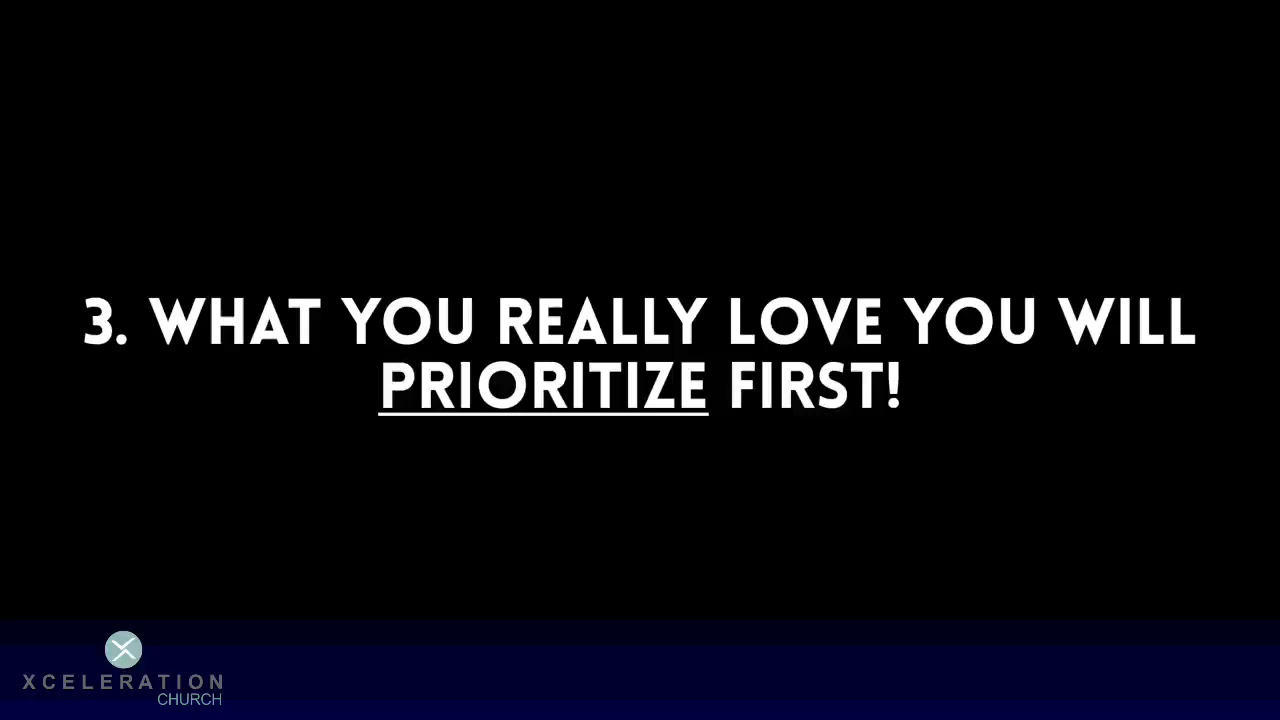 3. WHAT YOU REALLY LOVE YOU WILL
PRIORITIZE FIRST!
XCELERATION
CHURCH